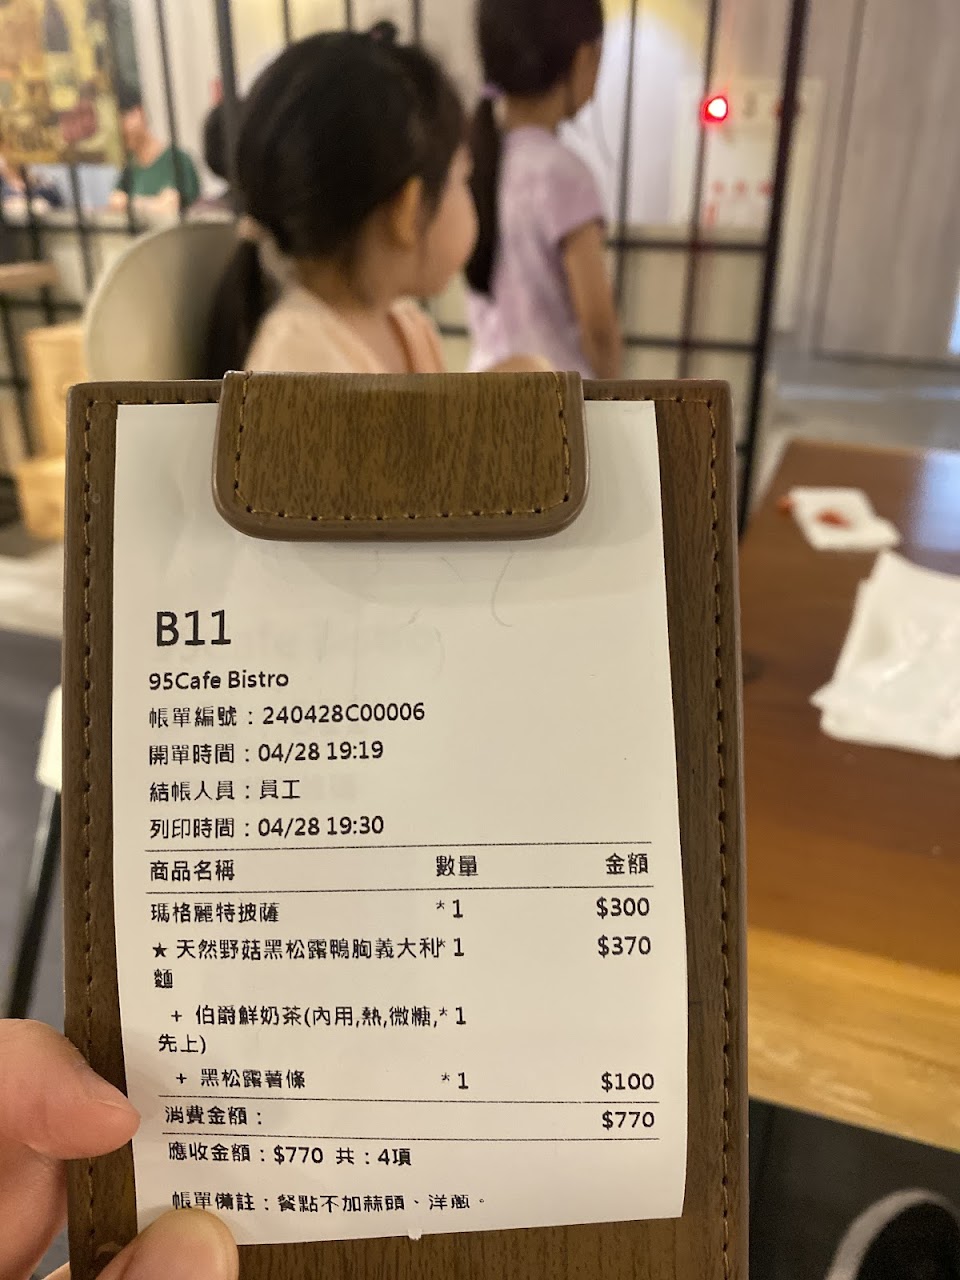 B11
95Cafe Bistro
帳單編號：240428C00006
開單時間：04/28 19:19
結帳人員：員工
列印時間：04/28 19:30
商品名稱 數量 金額
瑪格麗特披薩 *1 $300
★ 天然野菇黑松露鴨胸義大利 *1 $370
麵
+ 伯爵鮮奶茶(內用,熱,微糖, *1
先上)
+ 黑松露薯條 *1 $100
消費金額： $770
應收金額：$770 共：4項
帳單備註：餐點不加蒜頭、洋蔥。